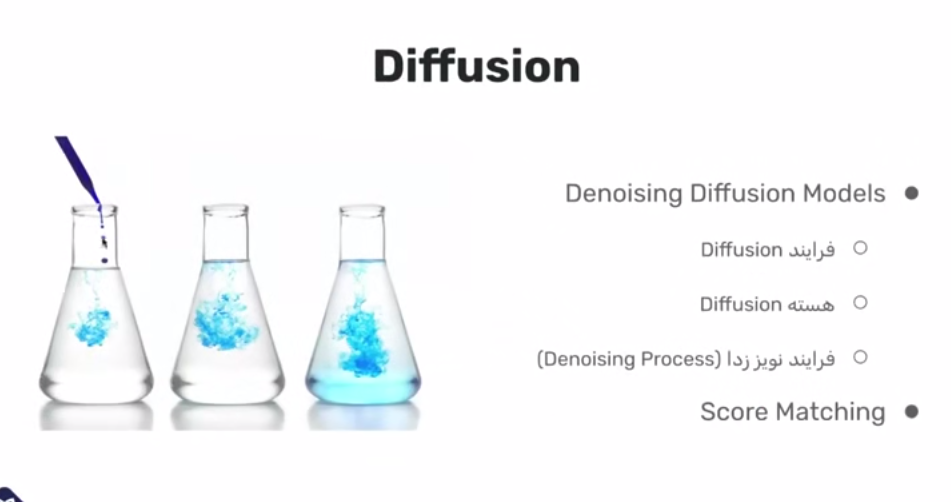 Diffusion
Denoising Diffusion Models
فرایند Diffusion
هسته Diffusion
فرایند نویز زدا (Denoising Process)
Score Matching